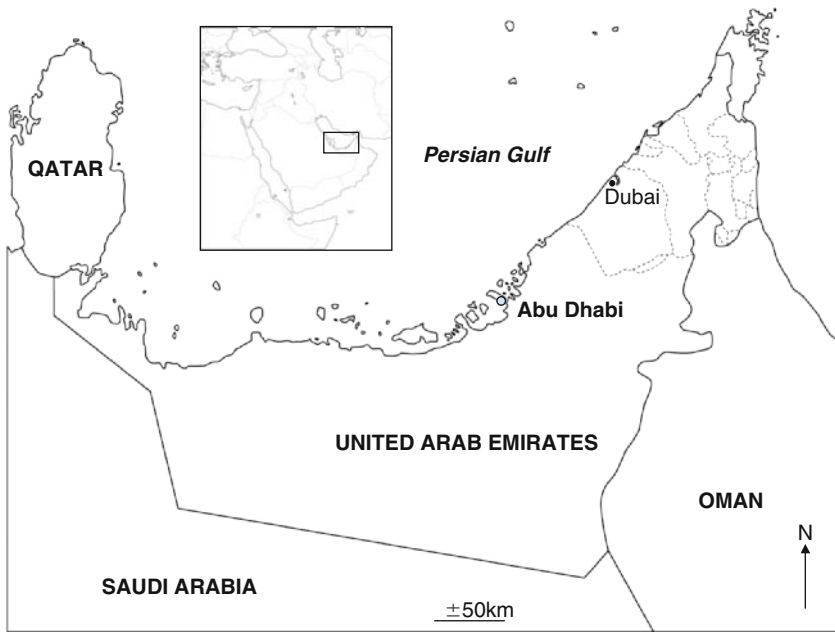 Persian Gulf
QATAR
Dubai
Abu Dhabi
UNITED ARAB EMIRATES
OMAN
N
SAUDI ARABIA
±50km